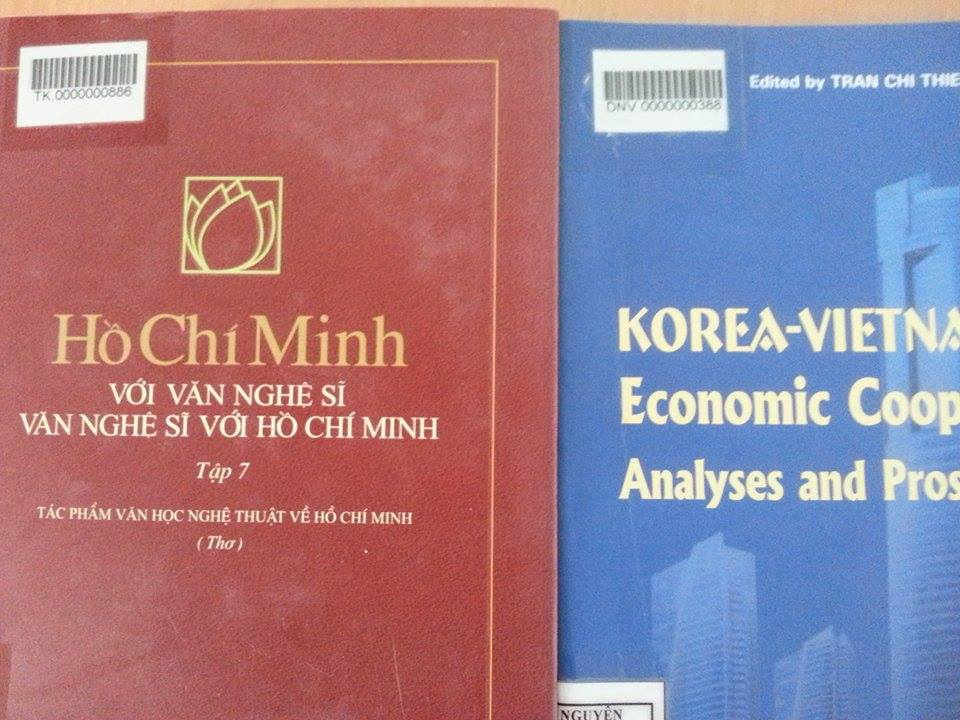 TK.0000000886
Hồ Chí Minh
VỚI VĂN NGHỆ SĨ
VĂN NGHỆ SĨ VỚI HỒ CHÍ MINH
Tập 7
TÁC PHẨM VĂN HỌC NGHỆ THUẬT VỀ HỒ CHÍ MINH
( Thơ )
DNV.0000000388
Edited by TRAN CHI THIE
KOREA-VIETNA
Economic Coop
Analyses and Pros
NGUYÊN